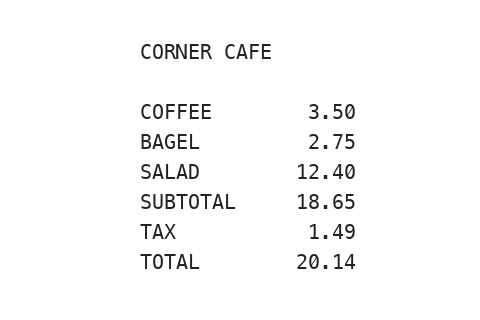 CORNER CAFE
COFFEE 3.50
BAGEL 2.75
SALAD 12.40
SUBTOTAL 18.65
TAX 1.49
TOTAL 20.14